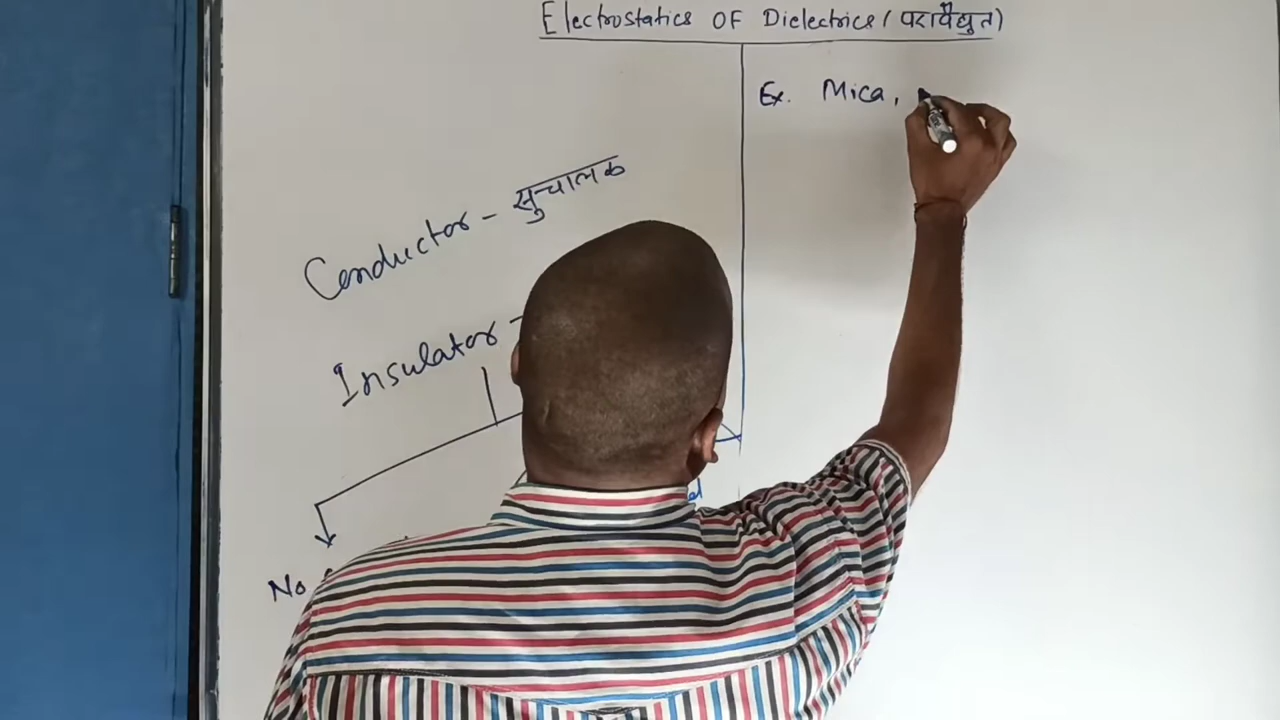 Electrostatics OF Dielectrics (परावैद्युत)
Ex. Mica,
Conductor - सुचालक
Insulator -
No